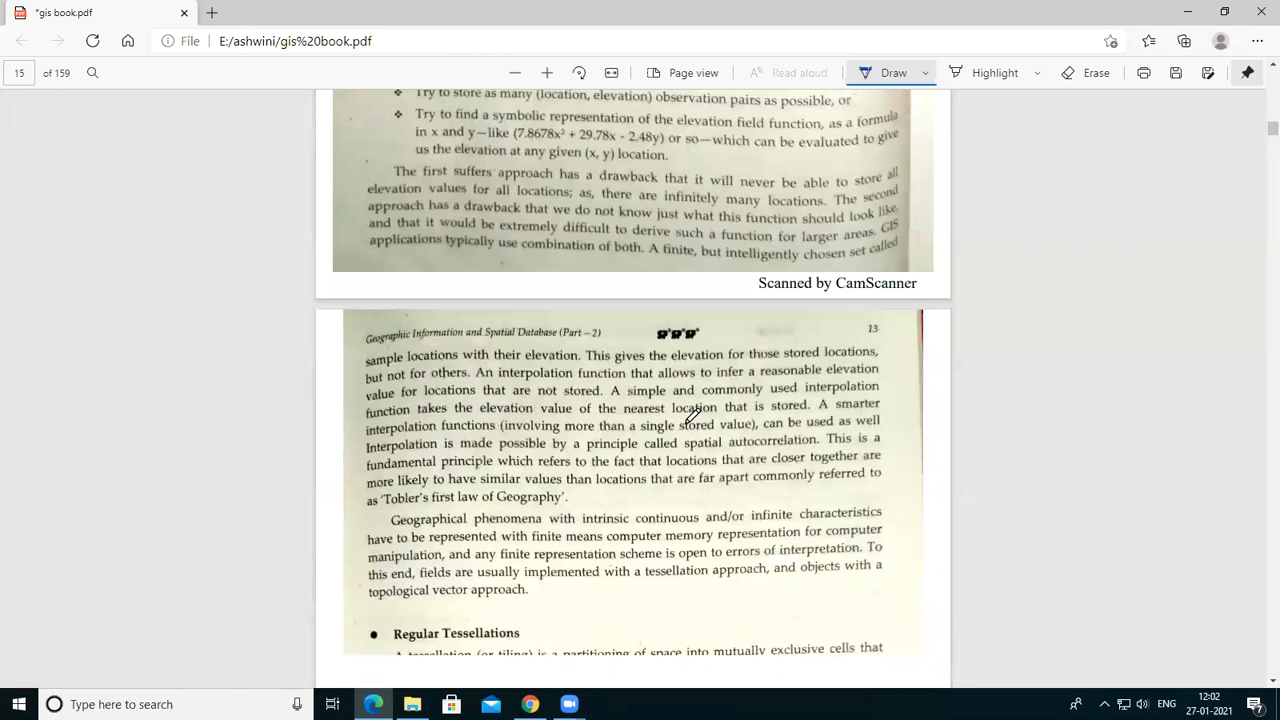 *gis book.pdf
File E:/ashwini/gis%20book.pdf
15 of 159 Page view Read aloud Draw Highlight Erase
Try to store as many (location, elevation) observation pairs as possible, or
Try to find a symbolic representation of the elevation field function, as a formula
in x and y—like (7.8678x² + 29.78x - 2.48y) or so—which can be evaluated to give
us the elevation at any given (x, y) location.
The first suffers approach has a drawback that it will never be able to store all
elevation values for all locations; as, there are infinitely many locations. The second
approach has a drawback that we do not know just what this function should look like,
and that it would be extremely difficult to derive such a function for larger areas. GIS
applications typically use combination of both. A finite, but intelligently chosen set called
Scanned by CamScanner
Geographic Information and Spatial Database (Part – 2) 13
sample locations with their elevation. This gives the elevation for those stored locations,
but not for others. An interpolation function that allows to infer a reasonable elevation
value for locations that are not stored. A simple and commonly used interpolation
function takes the elevation value of the nearest location that is stored. A smarter
interpolation functions (involving more than a single stored value), can be used as well
Interpolation is made possible by a principle called spatial autocorrelation. This is a
fundamental principle which refers to the fact that locations that are closer together are
more likely to have similar values than locations that are far apart commonly referred to
as 'Tobler's first law of Geography'.
Geographical phenomena with intrinsic continuous and/or infinite characteristics
have to be represented with finite means computer memory representation for computer
manipulation, and any finite representation scheme is open to errors of interpretation. To
this end, fields are usually implemented with a tessellation approach, and objects with a
topological vector approach.
Regular Tessellations
A tessellation (or tiling) is a partitioning of space into mutually exclusive cells that
Type here to search
ENG
12:02
27-01-2021
7